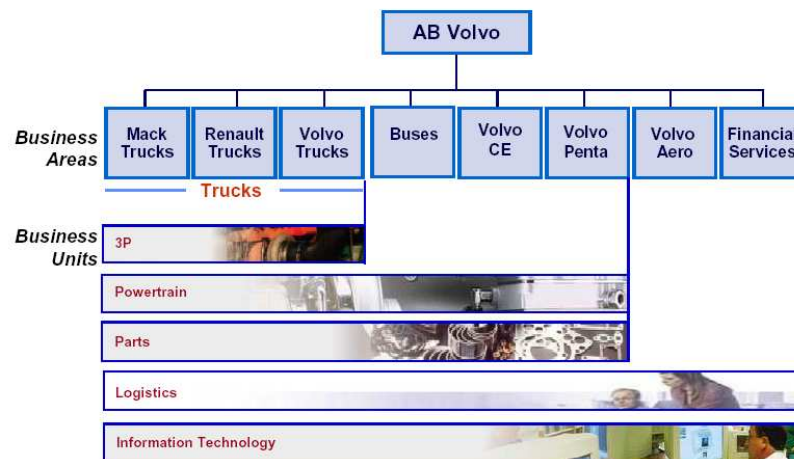 AB Volvo
Business
Areas
Mack
Trucks
Renault
Trucks
Volvo
Trucks
Buses
Volvo
CE
Volvo
Penta
Volvo
Aero
Financial
Services
Trucks
Business
Units
3P
Powertrain
Parts
Logistics
Information Technology